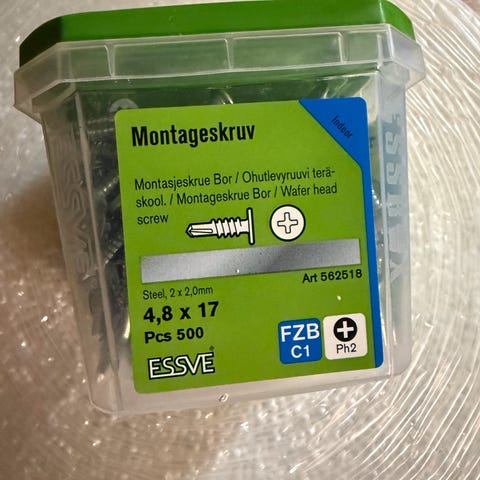 Montageskruv
Indoor
Montasjeskrue Bor / Ohutlevyruuvi terä-
skool. / Montageskrue Bor / Wafer head
screw
Art 562518
Steel, 2 x 2,0mm
4,8 x 17
Pcs 500
FZB
C1
Ph2
ESSVE
ESSVE